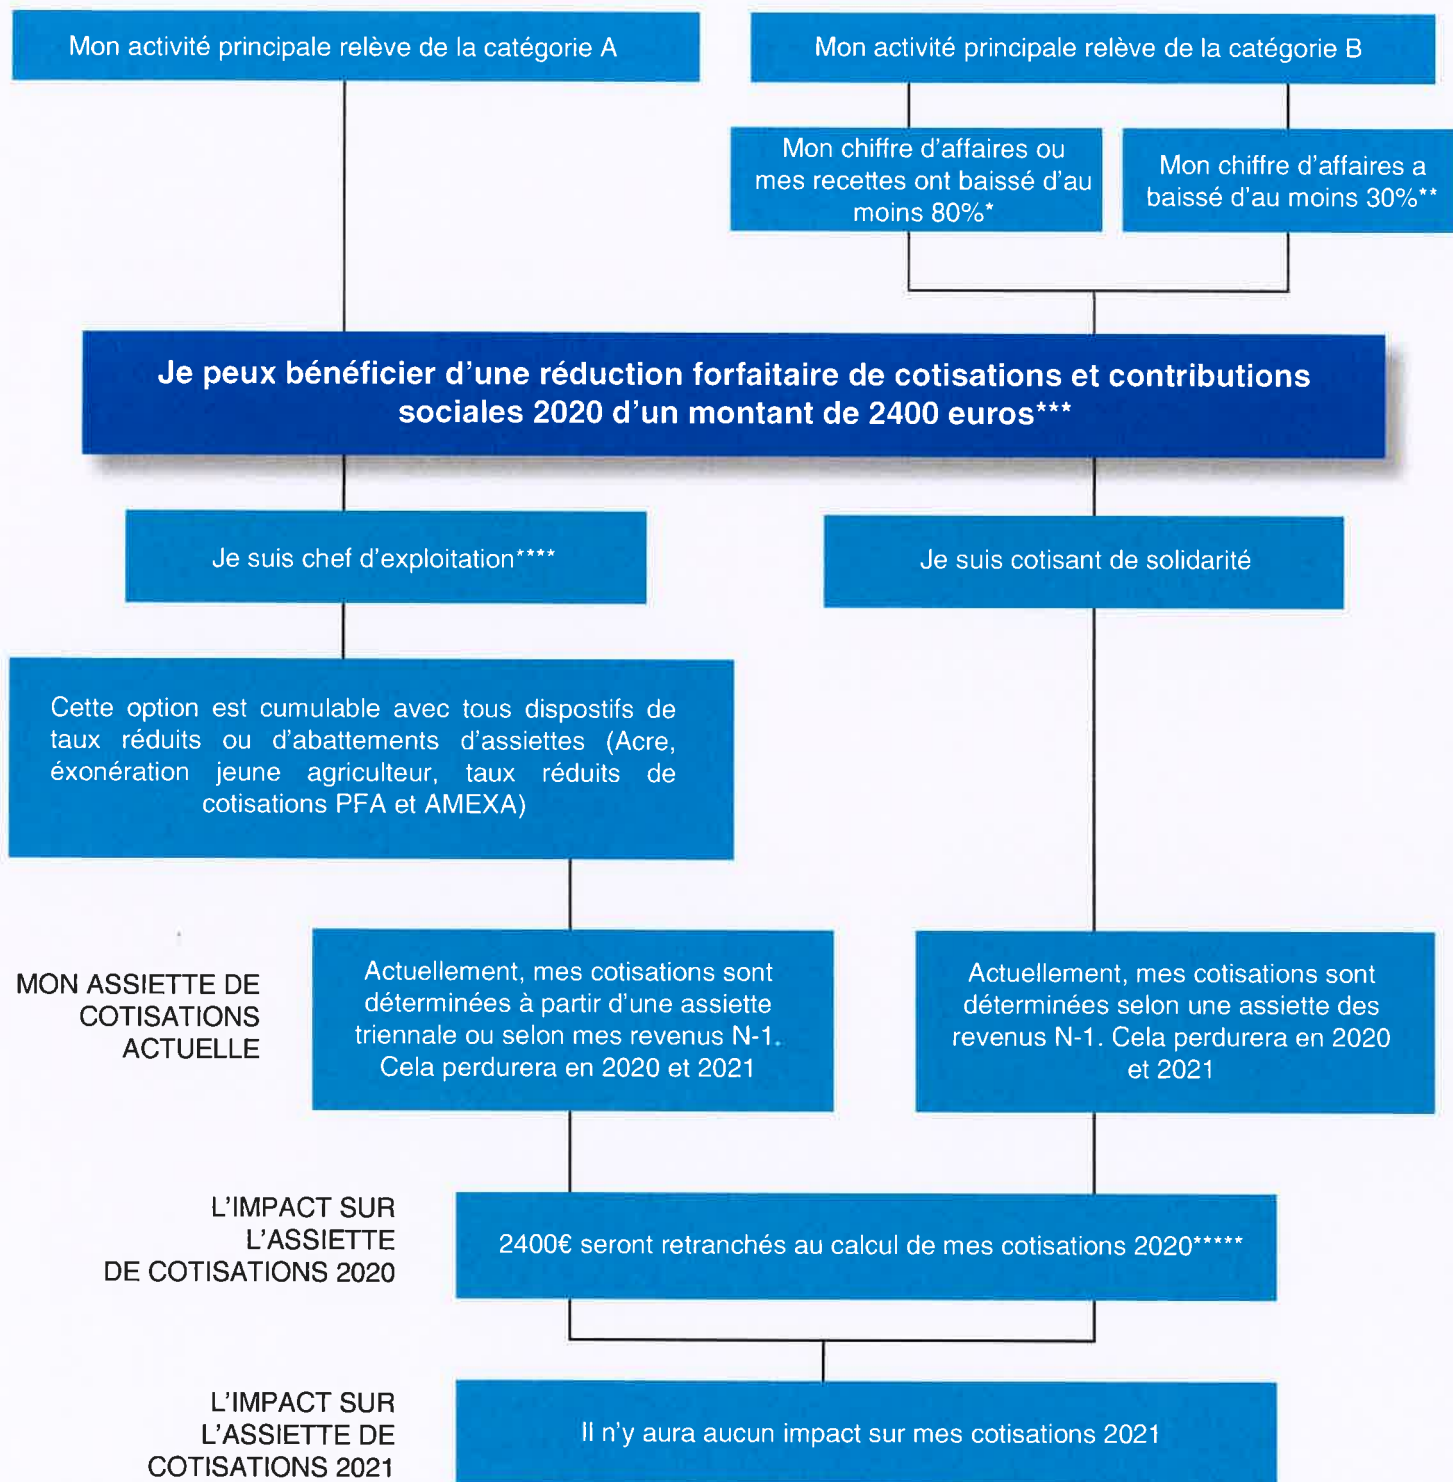 Mon activité principale relève de la catégorie A
Mon activité principale relève de la catégorie B
Mon chiffre d'affaires ou
mes recettes ont baissé d'au
moins 80%*
Mon chiffre d'affaires a
baissé d'au moins 30%**
Je peux bénéficier d'une réduction forfaitaire de cotisations et contributions
sociales 2020 d'un montant de 2400 euros***
Je suis chef d'exploitation****
Je suis cotisant de solidarité
Cette option est cumulable avec tous dispostifs de
taux réduits ou d'abattements d'assiettes (Acre,
éxonération jeune agriculteur, taux réduits de
cotisations PFA et AMEXA)
MON ASSIETTE DE
COTISATIONS
ACTUELLE
Actuellement, mes cotisations sont
déterminées à partir d'une assiette
triennale ou selon mes revenus N-1.
Cela perdurera en 2020 et 2021
Actuellement, mes cotisations sont
déterminées selon une assiette des
revenus N-1. Cela perdurera en 2020
et 2021
L'IMPACT SUR
L'ASSIETTE
DE COTISATIONS 2020
2400€ seront retranchés au calcul de mes cotisations 2020*****
L'IMPACT SUR
L'ASSIETTE DE
COTISATIONS 2021
Il n'y aura aucun impact sur mes cotisations 2021